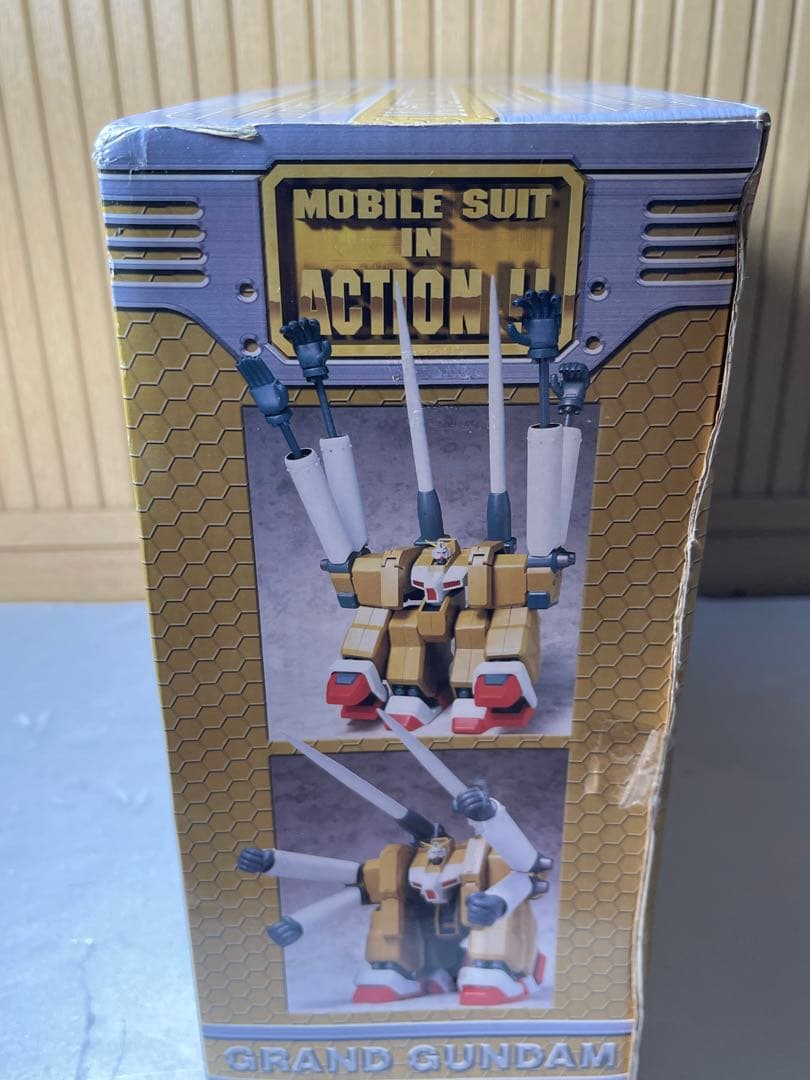 MOBILE SUIT
IN
ACTION !!
GRAND GUNDAM